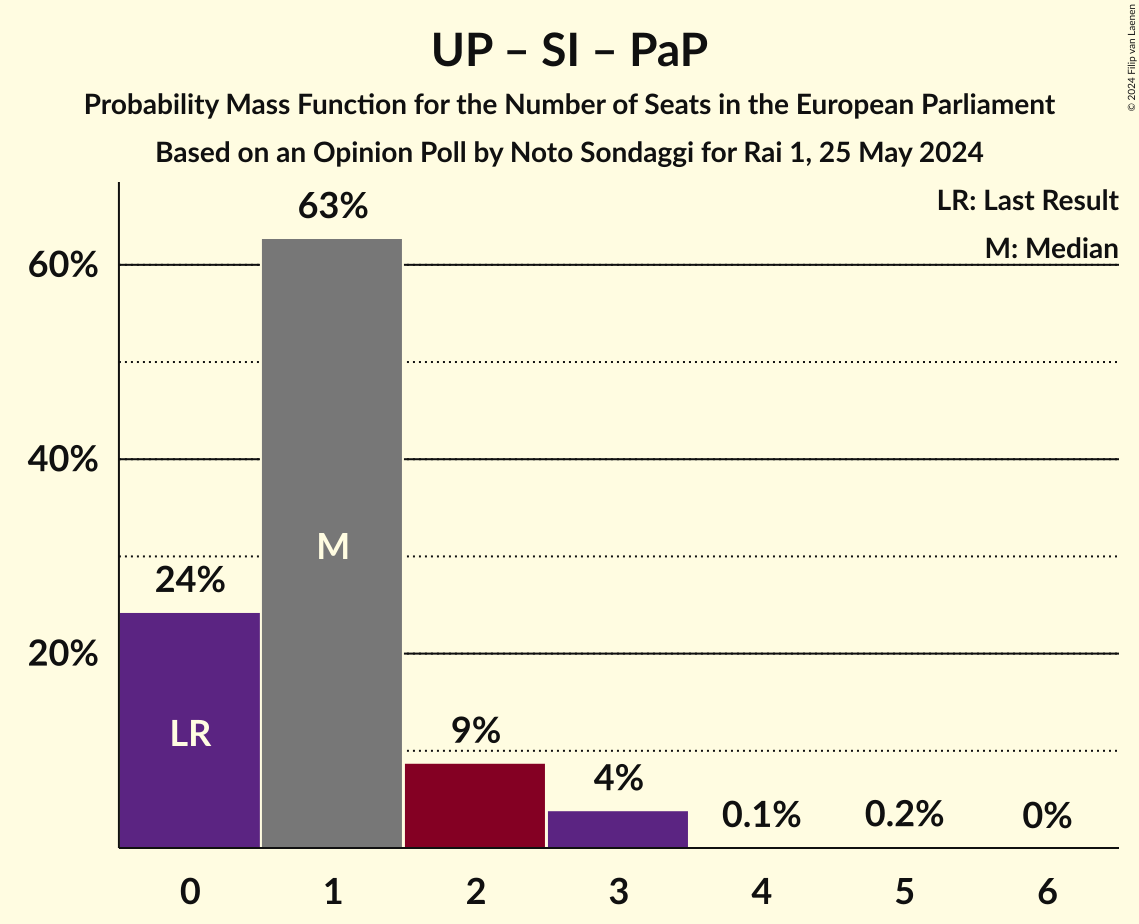 UP – SI – PaP
Probability Mass Function for the Number of Seats in the European Parliament
Based on an Opinion Poll by Noto Sondaggi for Rai 1, 25 May 2024
© 2024 Filip van Laenen
LR: Last Result
M: Median
63%
60%
40%
M
24%
20%
LR
9%
4%
0.1%
0.2%
0%
0 1 2 3 4 5 6